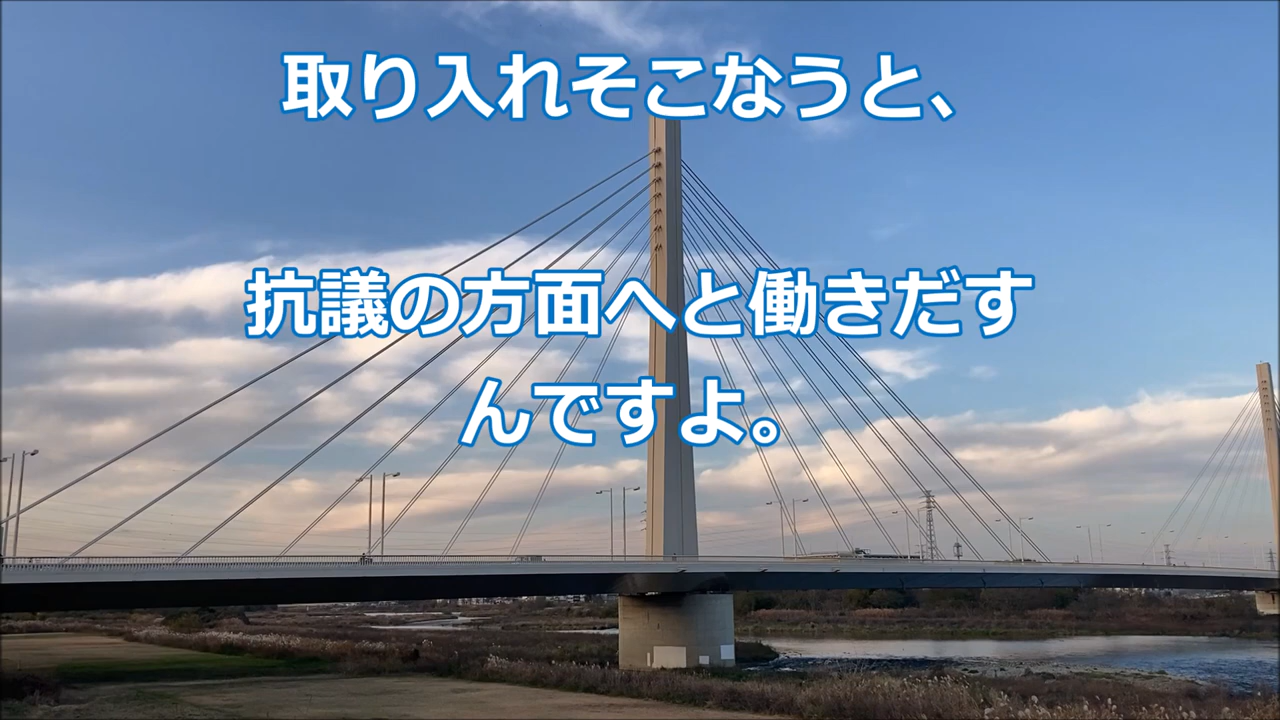 取り入れそこなうと、
抗議の方面へと働きだす
んですよ。